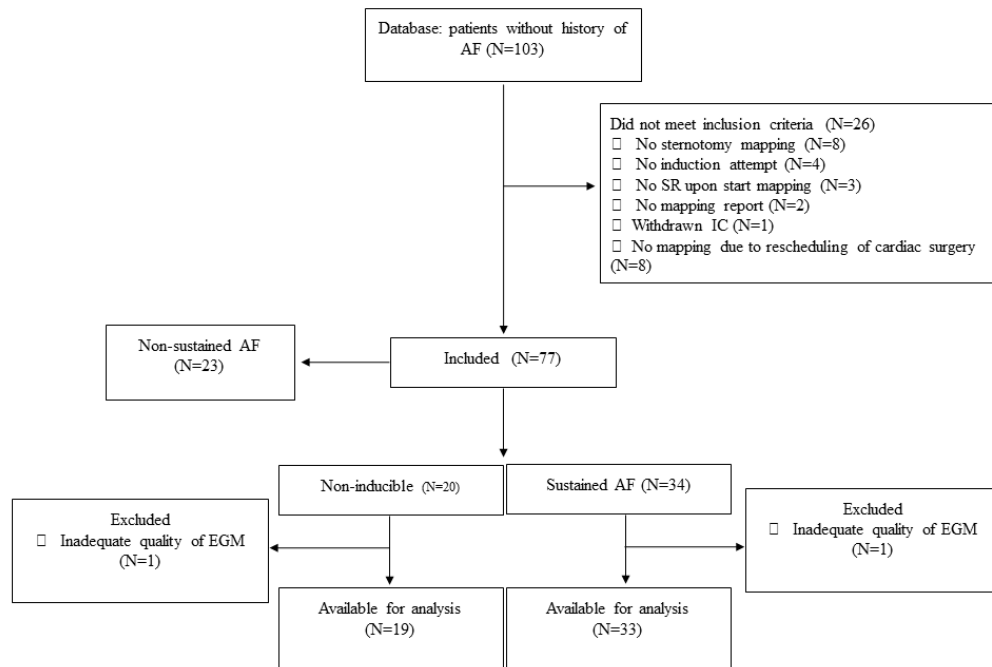 Database: patients without history of
AF (N=103)
Did not meet inclusion criteria (N=26)
☐ No sternotomy mapping (N=8)
☐ No induction attempt (N=4)
☐ No SR upon start mapping (N=3)
☐ No mapping report (N=2)
☐ Withdrawn IC (N=1)
☐ No mapping due to rescheduling of cardiac surgery
(N=8)
Non-sustained AF
(N=23)
Included (N=77)
Non-inducible (N=20)
Sustained AF (N=34)
Excluded
☐ Inadequate quality of EGM
(N=1)
Excluded
☐ Inadequate quality of EGM
(N=1)
Available for analysis
(N=19)
Available for analysis
(N=33)